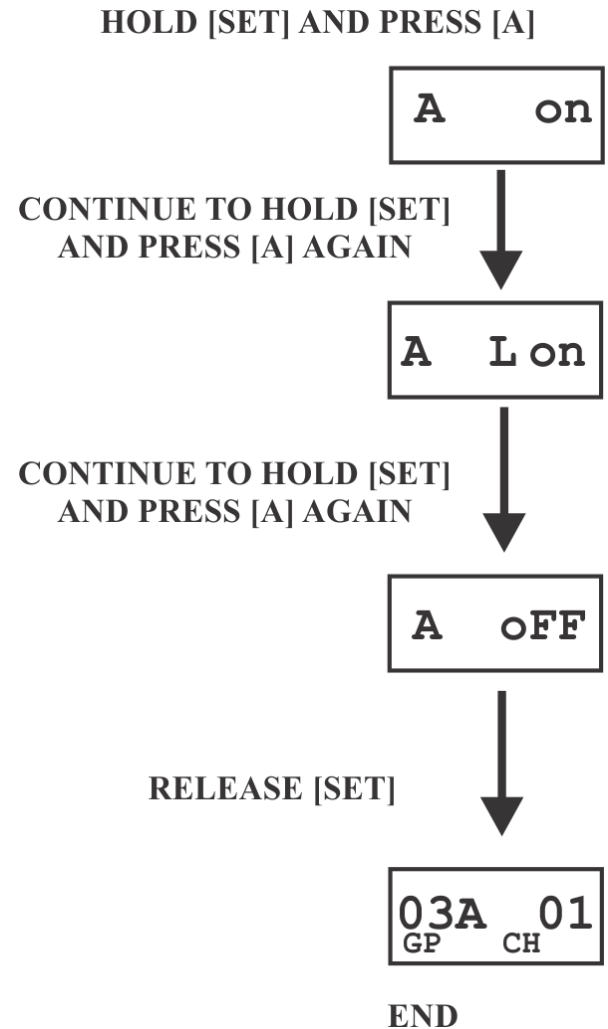 HOLD [SET] AND PRESS [A]
A on
CONTINUE TO HOLD [SET]
AND PRESS [A] AGAIN
A L on
CONTINUE TO HOLD [SET]
AND PRESS [A] AGAIN
A oFF
RELEASE [SET]
03A 01
GP CH
END